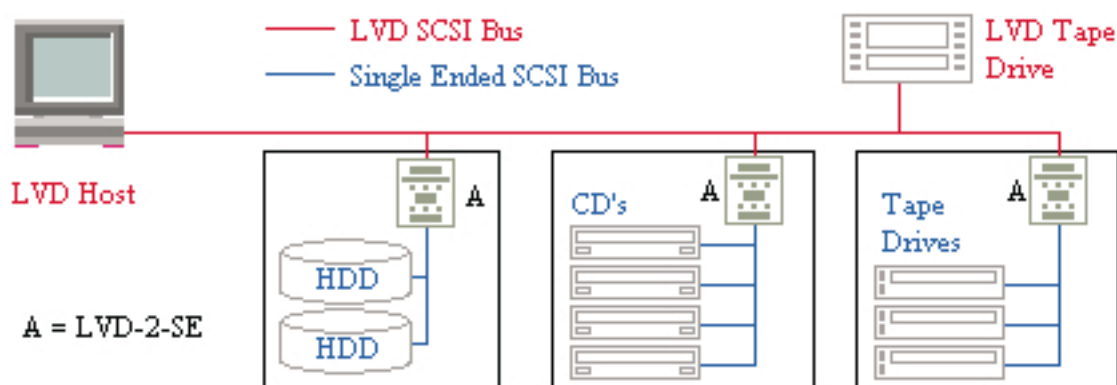 LVD SCSI Bus
Single Ended SCSI Bus
LVD Tape
Drive
LVD Host
A
HDD
HDD
CD's
A
Tape
Drives
A
A = LVD-2-SE